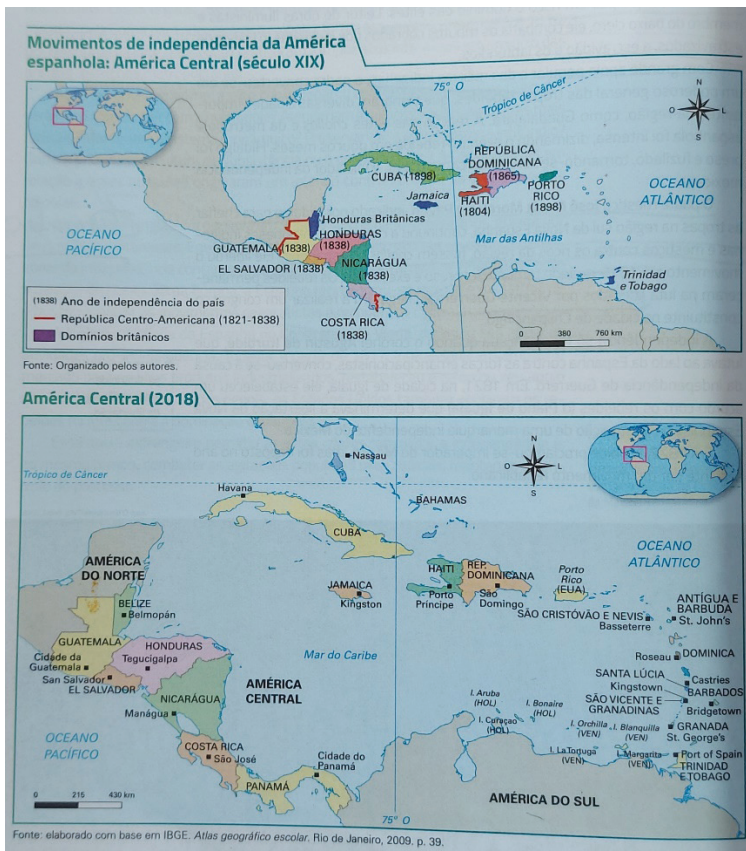 Movimentos de independência da América
espanhola: América Central (século XIX)
75° O
Trópico de Câncer
N
O
L
S
REPÚBLICA
DOMINICANA
(1865)
CUBA (1898)
Jamaica
HAITI
(1804)
PORTO
RICO
(1898)
OCEANO
ATLÂNTICO
OCEANO
PACÍFICO
Honduras Britânicas
HONDURAS
(1838)
GUATEMALA (1838)
Mar das Antilhas
EL SALVADOR (1838)
NICARÁGUA
(1838)
Trinidad
e Tobago
COSTA RICA
(1838)
(1838) Ano de independência do país
República Centro-Americana (1821-1838)
Domínios britânicos
0 380 760 km
Fonte: Organizado pelos autores.
América Central (2018)
Nassau
N
O
L
S
Trópico de Câncer
Havana
BAHAMAS
CUBA
OCEANO
ATLÂNTICO
AMÉRICA
DO NORTE
HAITI
REP.
DOMINICANA
Porto
Rico
(EUA)
JAMAICA
Kingston
Porto
Príncipe
São
Domingo
ANTÍGUA E
BARBUDA
St. John's
BELIZE
Belmopán
SÃO CRISTÓVÃO E NEVIS
Basseterre
GUATEMALA
HONDURAS
Tegucigalpa
Mar do Caribe
Roseau
DOMINICA
Cidade da
Guatemala
San Salvador
EL SALVADOR
AMÉRICA
CENTRAL
SANTA LÚCIA
Castries
Kingstown
BARBADOS
SÃO VICENTE E
GRANADINAS
Bridgetown
NICARÁGUA
Manágua
I. Aruba
(HOL)
I. Bonaire
(HOL)
I. Curaçao
(HOL)
I. Orchilla
(VEN)
I. Blanquilla
(VEN)
GRANADA
St. George's
OCEANO
PACÍFICO
COSTA RICA
São José
Cidade do
Panamá
I. La Tortuga
(VEN)
I. Margarita
(VEN)
Port of Spain
TRINIDAD
E TOBAGO
PANAMÁ
AMÉRICA DO SUL
0 215 430 km
75° O
Fonte: elaborado com base em IBGE. Atlas geográfico escolar. Rio de Janeiro, 2009. p. 39.